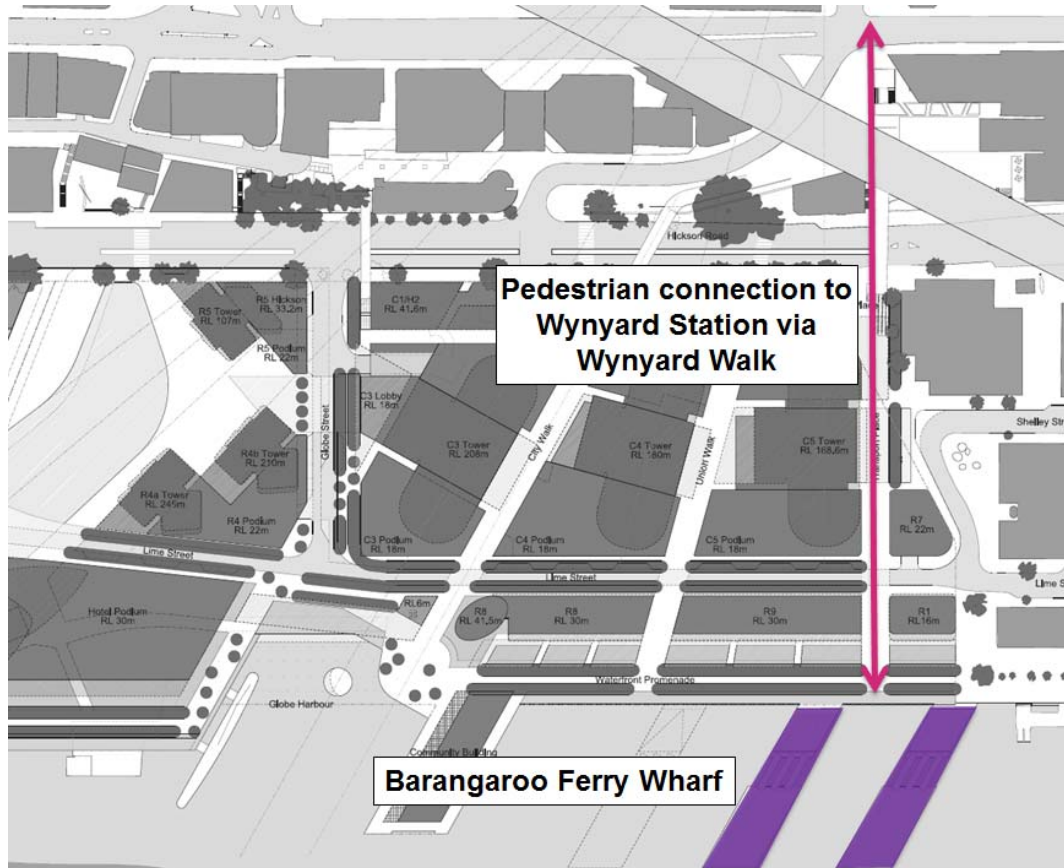 Hickson Road
Pedestrian connection to
Wynyard Station via
Wynyard Walk
R5 Hickson
RL 33.2m
R5 Tower
RL 107m
R5 Podium
RL 22m
C1/H2
RL 41.6m
C3 Lobby
RL 18m
Globe Street
C3 Tower
RL 208m
City Walk
C4 Tower
RL 180m
Union Walk
C5 Tower
RL 168.6m
Transport Place
Shelley Str
R4b Tower
RL 210m
R4a Tower
RL 245m
R4 Podium
RL 22m
C3 Podium
RL 18m
C4 Podium
RL 18m
C5 Podium
RL 18m
R7
RL 22m
Lime Street
Lime Street
Lime S
Hotel Podium
RL 30m
RL6m
R8
RL 41.5m
R8
RL 30m
R9
RL 30m
R1
RL16m
Waterfront Promenade
Globe Harbour
Community Building
Barangaroo Ferry Wharf